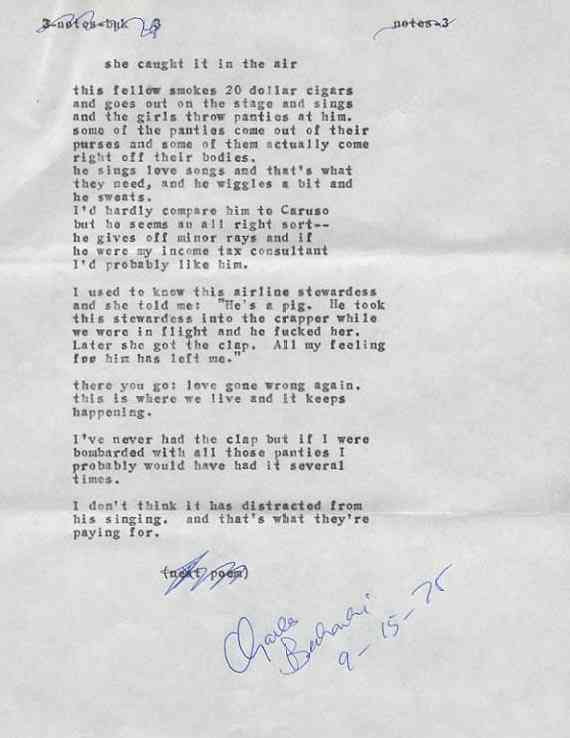 3-notes-buk 3
notes-3
she caught it in the air
this fellow smokes 20 dollar cigars
and goes out on the stage and sings
and the girls throw panties at him.
some of the panties come out of their
purses and some of them actually come
right off their bodies.
he sings love songs and that's what
they need, and he wiggles a bit and
he sweats.
I'd hardly compare him to Caruso
but he seems an all right sort--
he gives off minor rays and if
he were my income tax consultant
I'd probably like him.
I used to know this airline stewardess
and she told me: "He's a pig. He took
this stewardess into the crapper while
we were in flight and he fucked her.
Later she got the clap. All my feeling
for him has left me."
there you go: love gone wrong again.
this is where we live and it keeps
happening.
I've never had the clap but if I were
bombarded with all those panties I
probably would have had it several
times.
I don't think it has distracted from
his singing. and that's what they're
paying for.
(next poem)
Charles
Bukowski
9-15-75